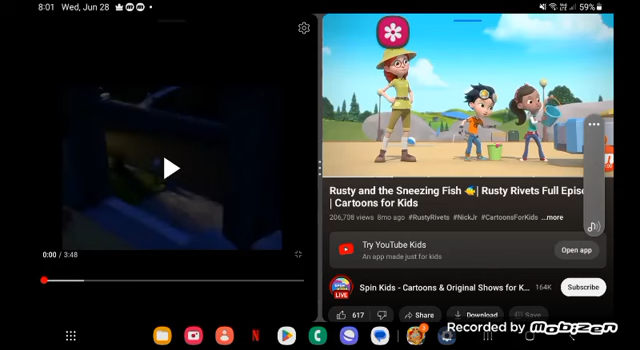 8:01 Wed, Jun 28
59%
0:00 / 3:48
Rusty and the Sneezing Fish 🐠| Rusty Rivets Full Epis
| Cartoons for Kids
206,708 views 8mo ago #RustyRivets #NickJr #CartoonsForKids ...more
Try YouTube Kids
An app made just for kids
Open app
LIVE
Spin Kids - Cartoons & Original Shows for K...
164K
Subscribe
617
Share
Download
Save
N
3
Recorded by mobizen